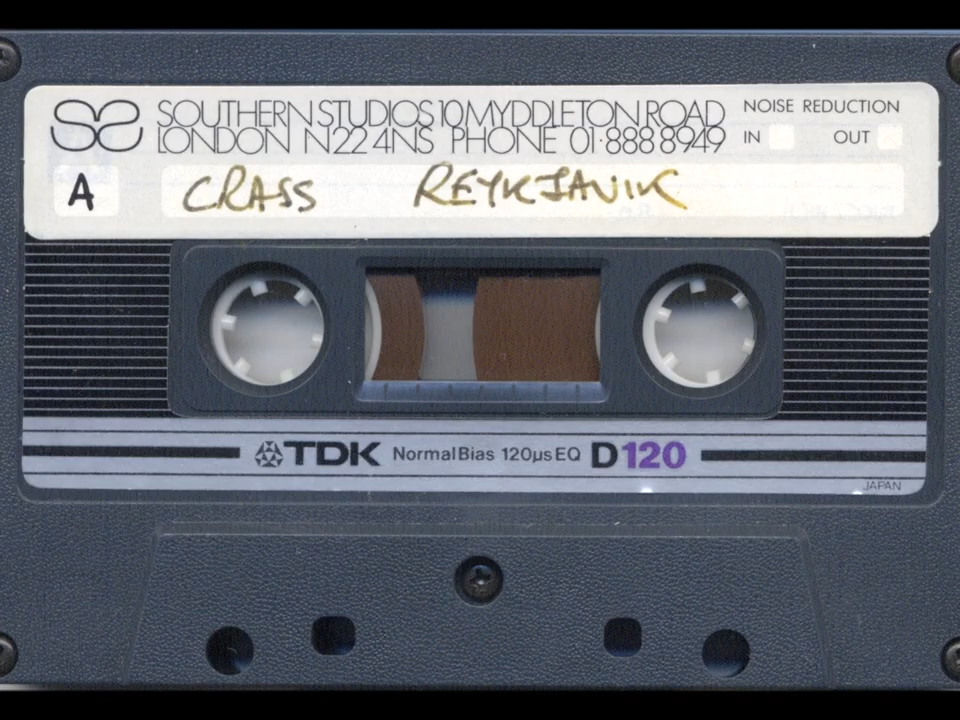 SOUTHERN STUDIOS 10 MYDDLETON ROAD
LONDON N22 4NS PHONE 01·888 8949
NOISE REDUCTION
IN OUT
A CRASS REYKJAVIK
TDK Normal Bias 120µs EQ D120
JAPAN